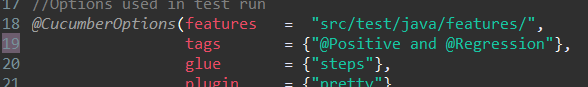 17 //Options used in test run
18 @CucumberOptions(features = "src/test/java/features/",
19 tags = {"@Positive and @Regression"},
20 glue = {"steps"},
21 plugin = {"pretty"}